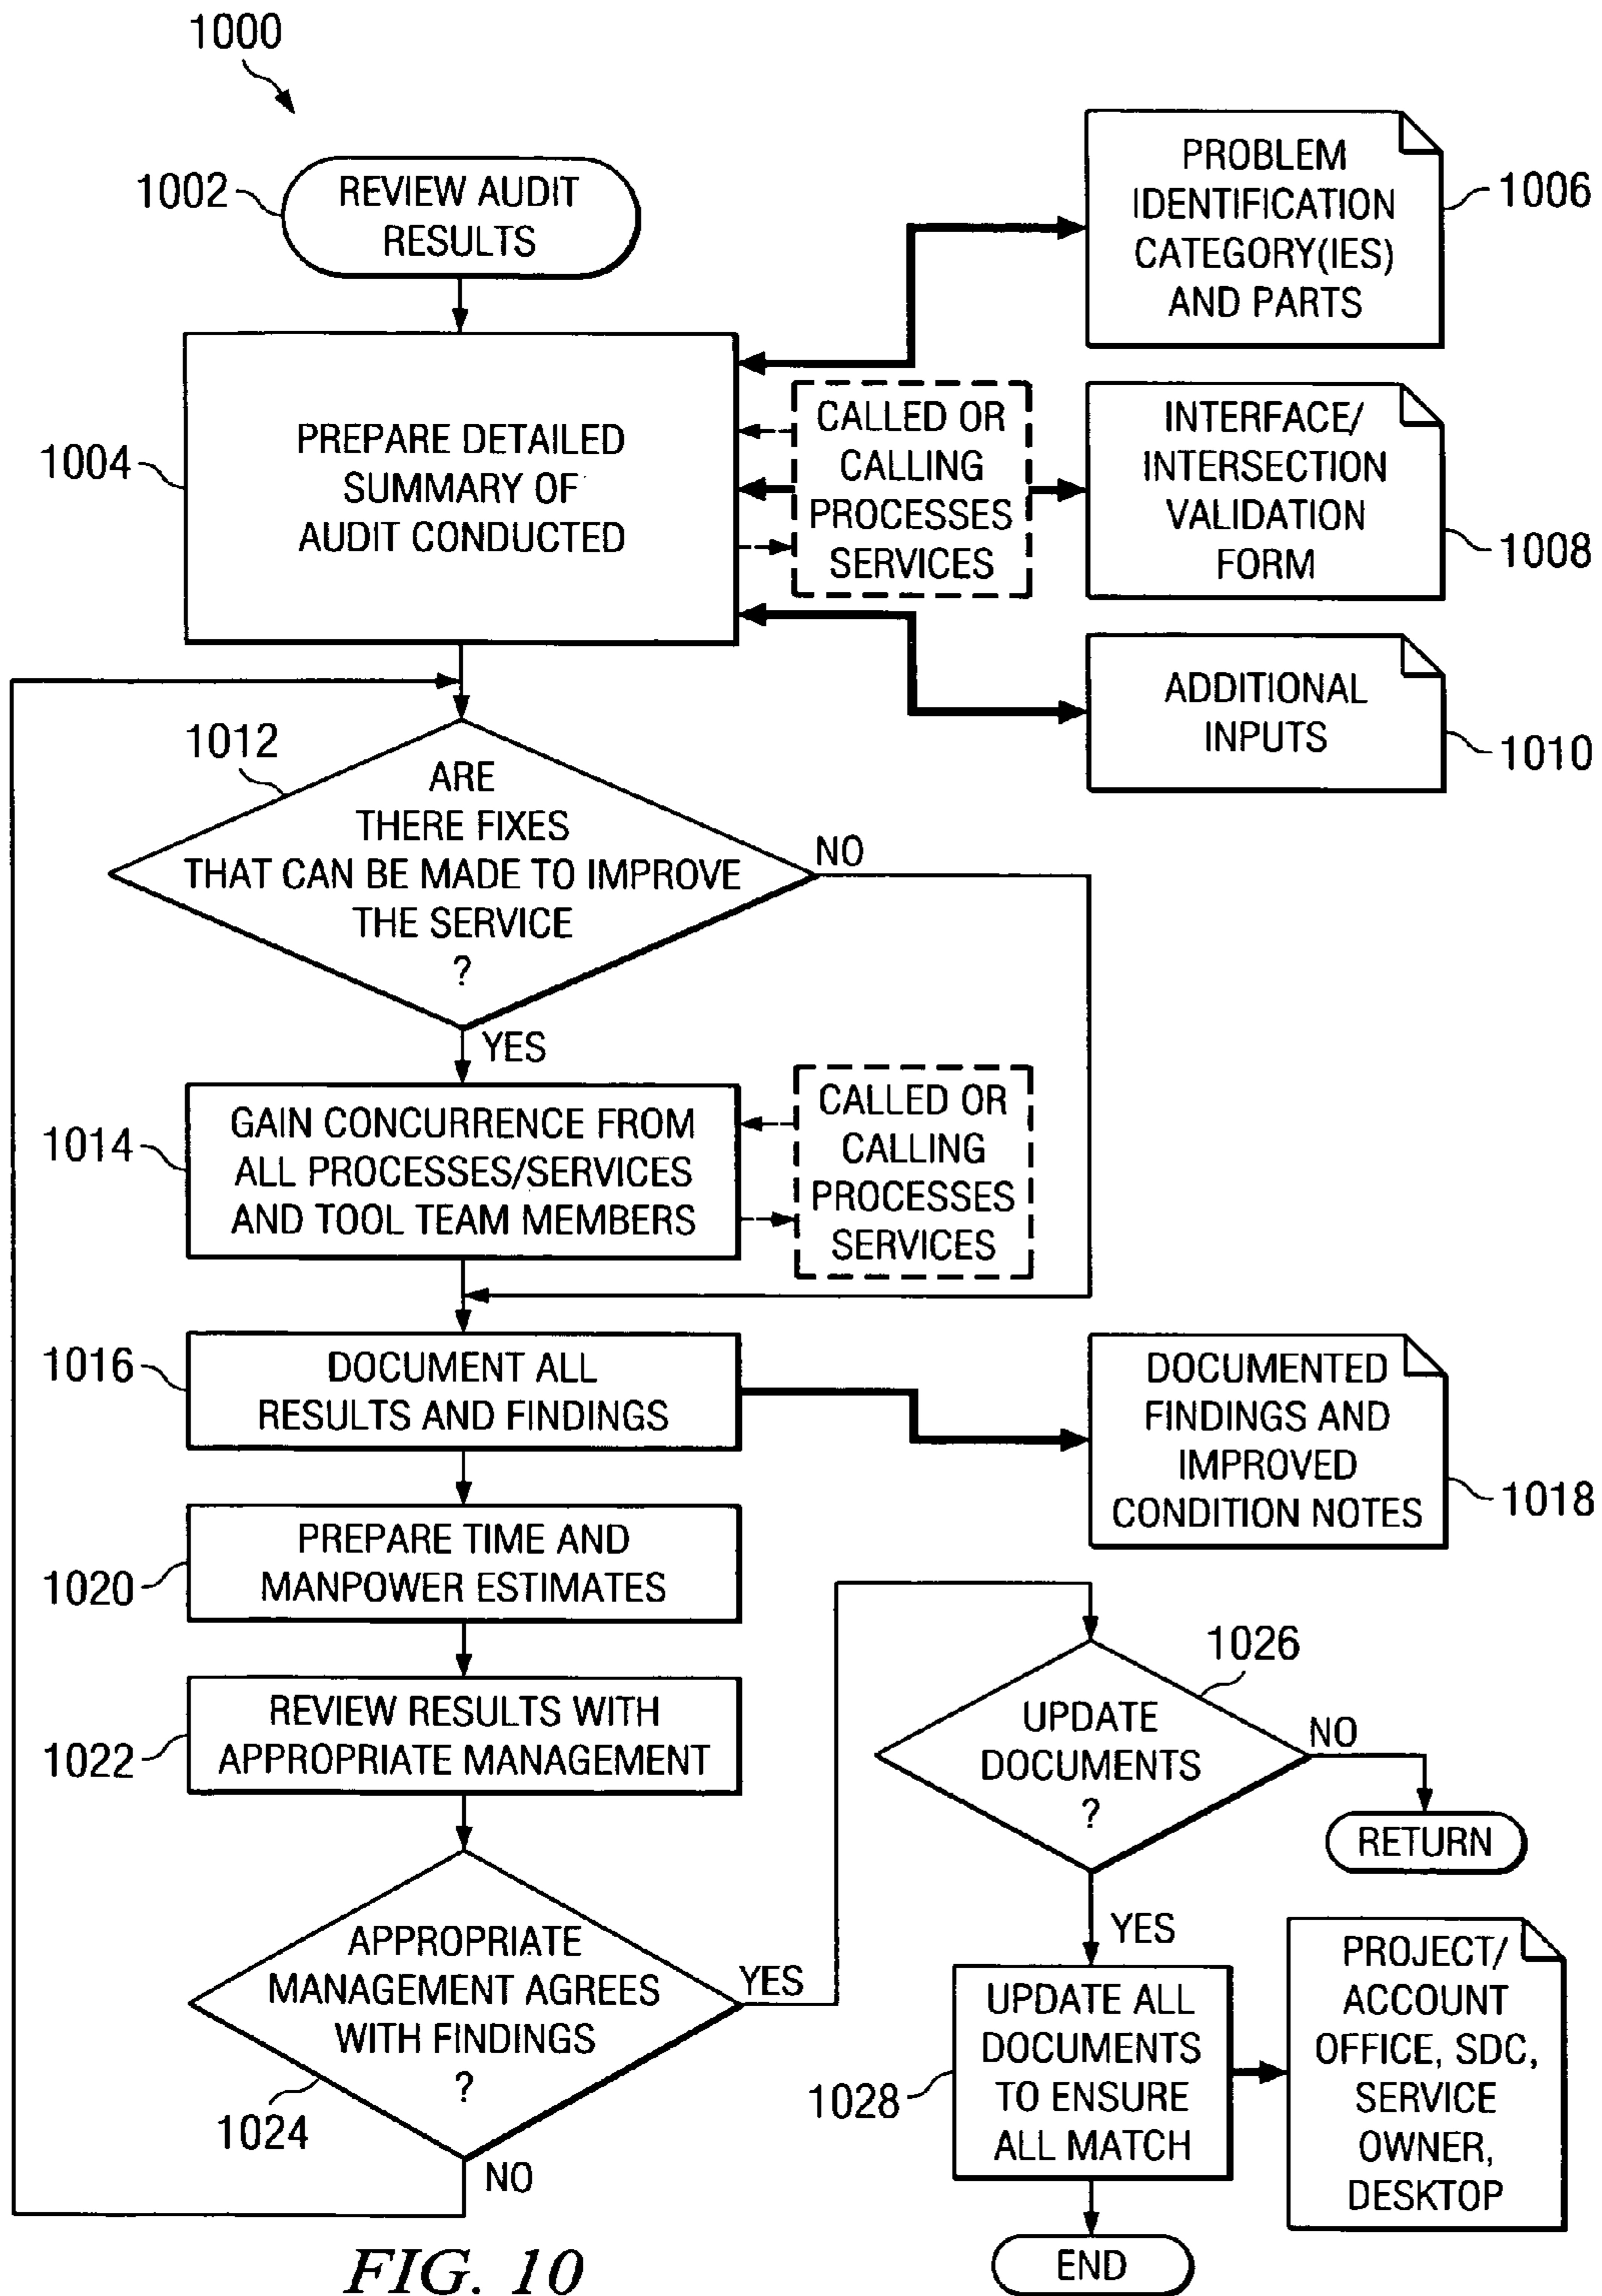 1000
1002
REVIEW AUDIT
RESULTS
PROBLEM
IDENTIFICATION
CATEGORY(IES)
AND PARTS
1006
1004
PREPARE DETAILED
SUMMARY OF
AUDIT CONDUCTED
CALLED OR
CALLING
PROCESSES
SERVICES
INTERFACE/
INTERSECTION
VALIDATION
FORM
1008
ADDITIONAL
INPUTS
1010
1012
ARE
THERE FIXES
THAT CAN BE MADE TO IMPROVE
THE SERVICE
?
NO
YES
1014
GAIN CONCURRENCE FROM
ALL PROCESSES/SERVICES
AND TOOL TEAM MEMBERS
CALLED OR
CALLING
PROCESSES
SERVICES
1016
DOCUMENT ALL
RESULTS AND FINDINGS
DOCUMENTED
FINDINGS AND
IMPROVED
CONDITION NOTES
1018
1020
PREPARE TIME AND
MANPOWER ESTIMATES
1022
REVIEW RESULTS WITH
APPROPRIATE MANAGEMENT
1024
APPROPRIATE
MANAGEMENT AGREES
WITH FINDINGS
?
YES
NO
1026
UPDATE
DOCUMENTS
?
NO
RETURN
YES
1028
UPDATE ALL
DOCUMENTS
TO ENSURE
ALL MATCH
PROJECT/
ACCOUNT
OFFICE, SDC,
SERVICE
OWNER,
DESKTOP
END
FIG. 10